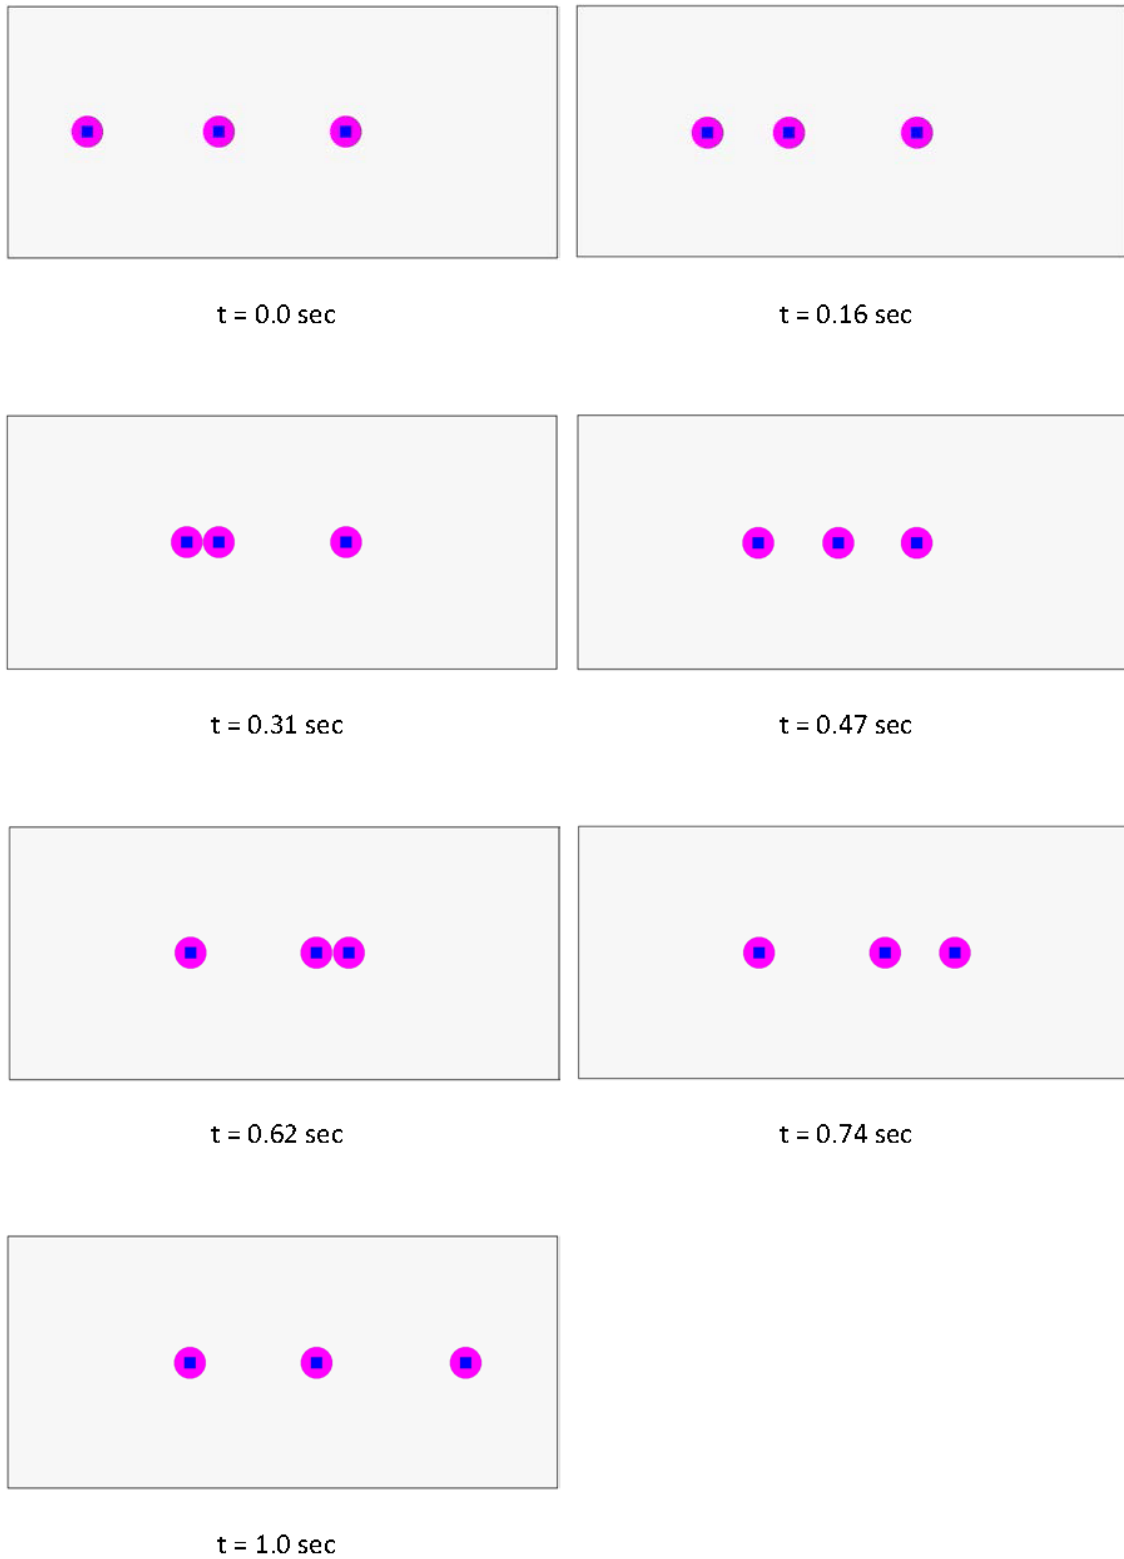 t = 0.0 sec
t = 0.16 sec
t = 0.31 sec
t = 0.47 sec
t = 0.62 sec
t = 0.74 sec
t = 1.0 sec